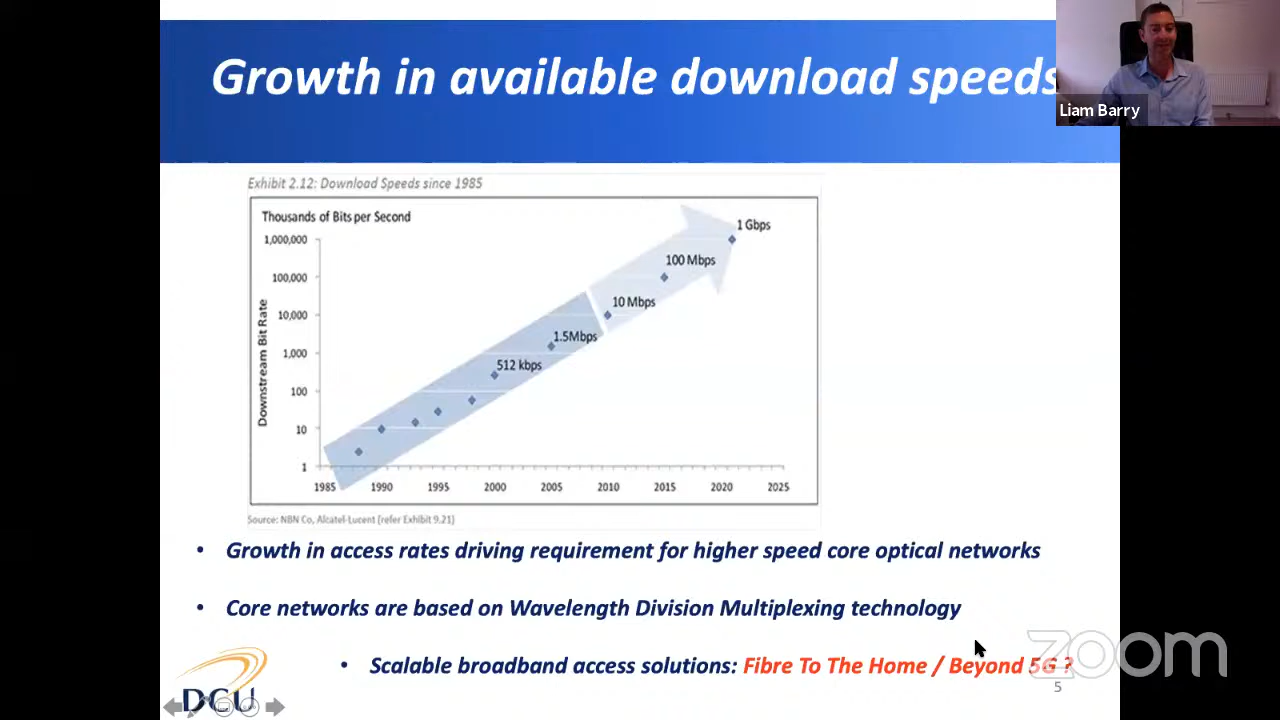 Growth in available download speeds
Liam Barry
Exhibit 2.12: Download Speeds since 1985
Thousands of Bits per Second
1,000,000
100,000
10,000
1,000
100
10
1
Downstream Bit Rate
1 Gbps
100 Mbps
10 Mbps
1.5Mbps
512 kbps
1985 1990 1995 2000 2005 2010 2015 2020 2025
Source: NBN Co, Alcatel-Lucent (refer Exhibit 9.21)
• Growth in access rates driving requirement for higher speed core optical networks
• Core networks are based on Wavelength Division Multiplexing technology
• Scalable broadband access solutions: Fibre To The Home / Beyond 5G ?
zoom
5
DCU